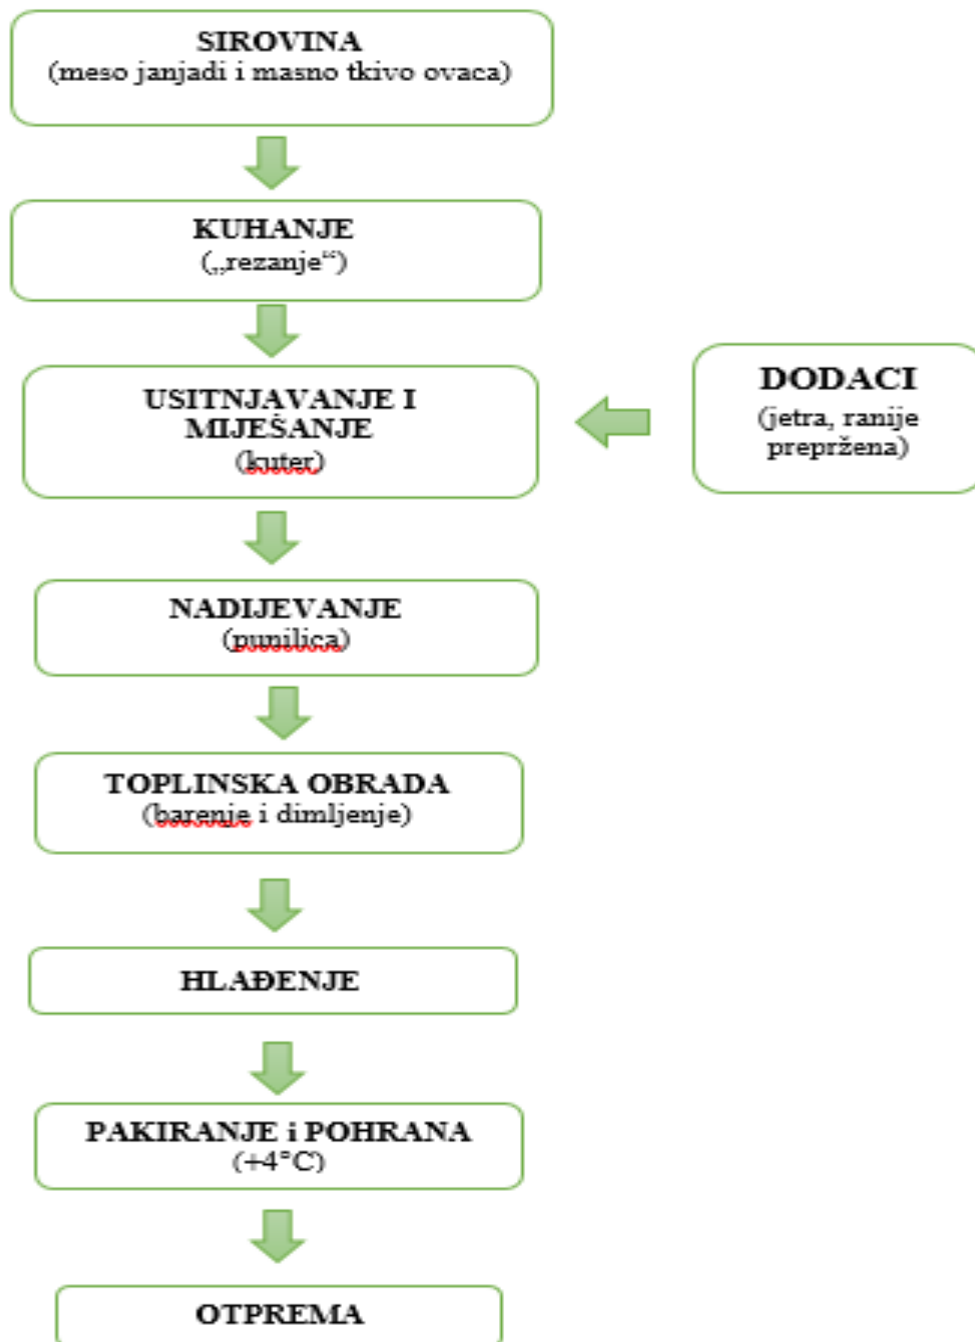 SIROVINA
(meso janjadi i masno tkivo ovaca)
KUHANJE
(„rezanje“)
USITNJAVANJE I
MIJEŠANJE
(kuter)
DODACI
(jetra, ranije
prepržena)
NADIJEVANJE
(punilica)
TOPLINSKA OBRADA
(barenje i dimljenje)
HLAĐENJE
PAKIRANJE i POHRANA
(+4°C)
OTPREMA